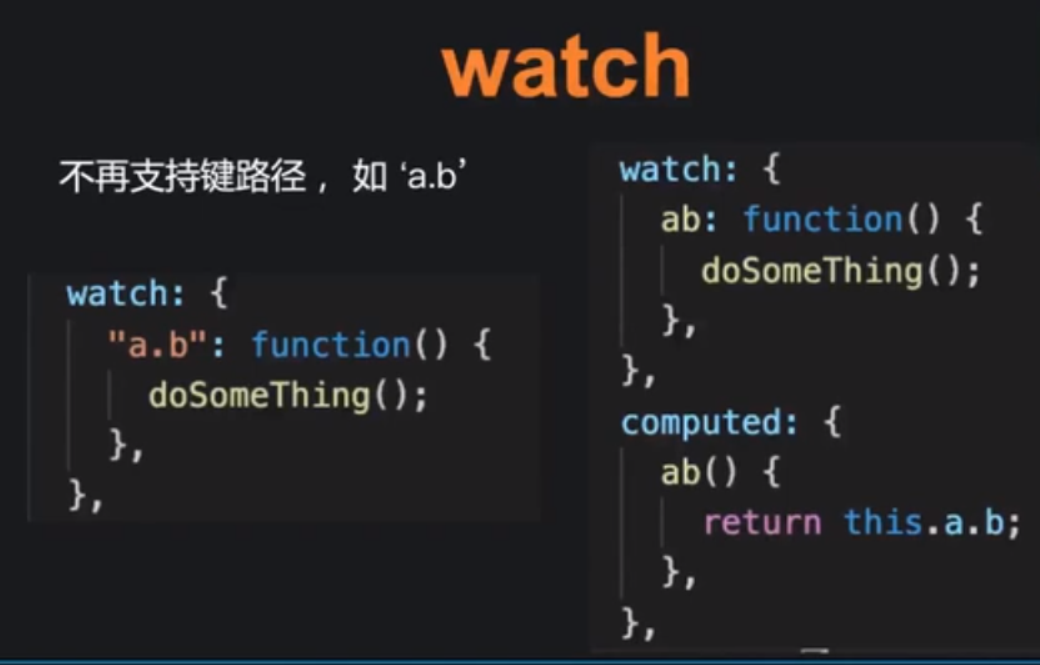 watch
不再支持键路径 ，如 ‘a.b’
watch: {
"a.b": function() {
doSomeThing();
},
},
watch: {
ab: function() {
doSomeThing();
},
},
computed: {
ab() {
return this.a.b;
},
},